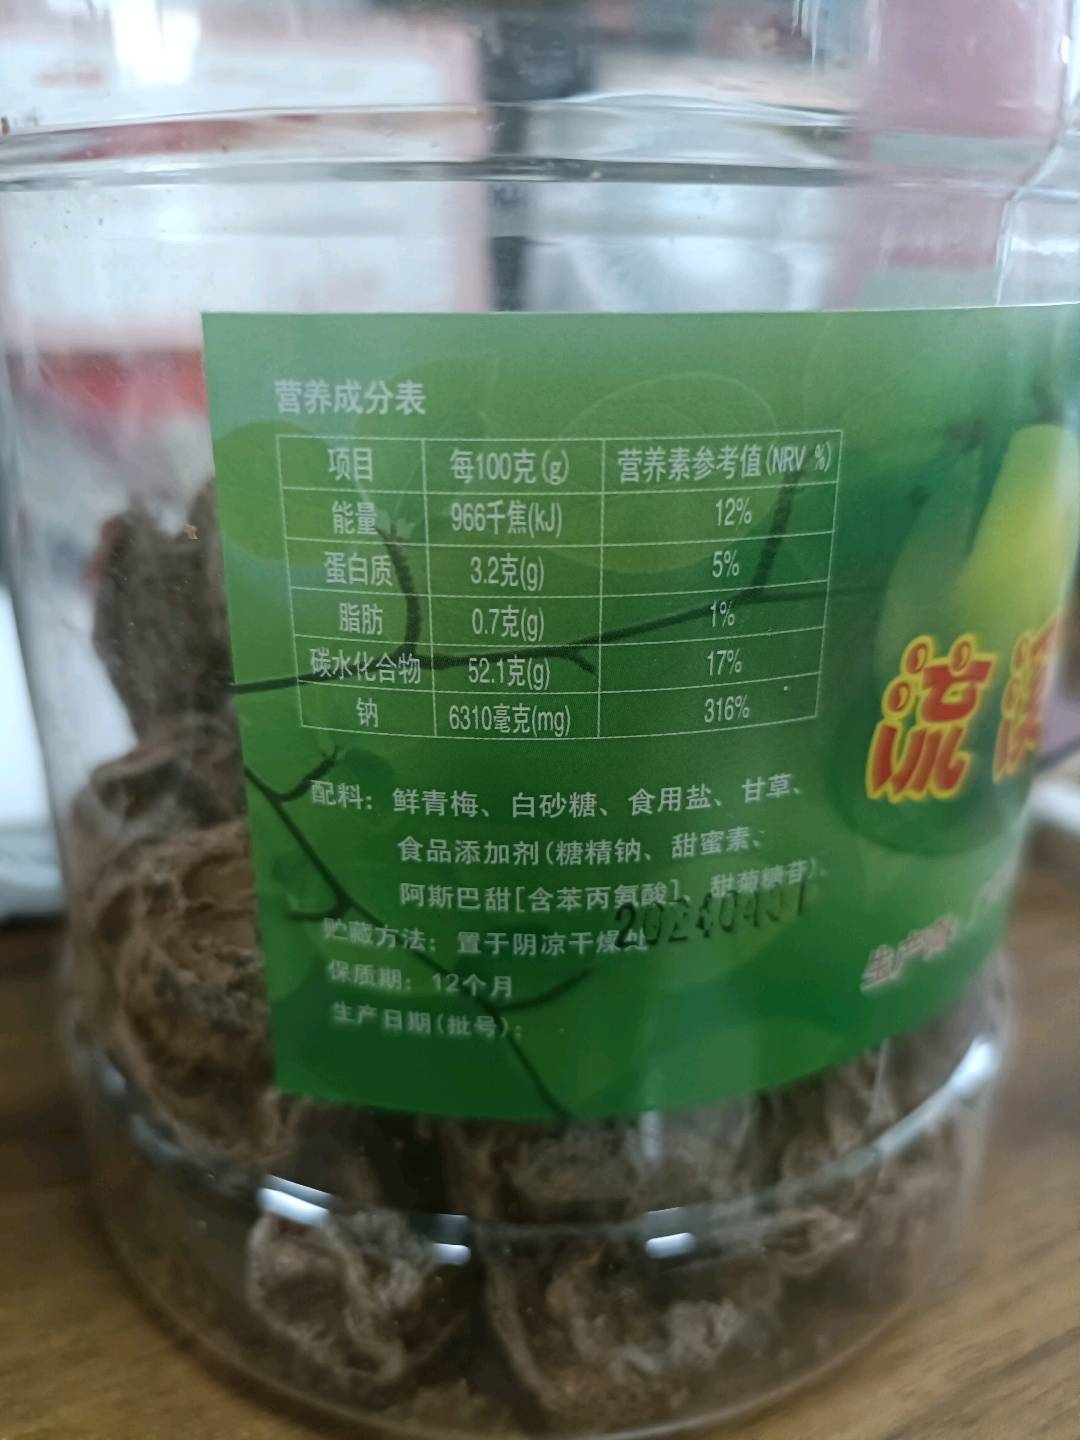 营养成分表
项目 每100克(g) 营养素参考值(NRV %)
能量 966千焦(kJ) 12%
蛋白质 3.2克(g) 5%
脂肪 0.7克(g) 1%
碳水化合物 52.1克(g) 17%
钠 6310毫克(mg) 316%
配料：鲜青梅、白砂糖、食用盐、甘草、
食品添加剂(糖精钠、甜蜜素、
阿斯巴甜[含苯丙氨酸]、甜菊糖苷)。
贮藏方法：置于阴凉干燥处
保质期：12个月
生产日期(批号)：
流
生产